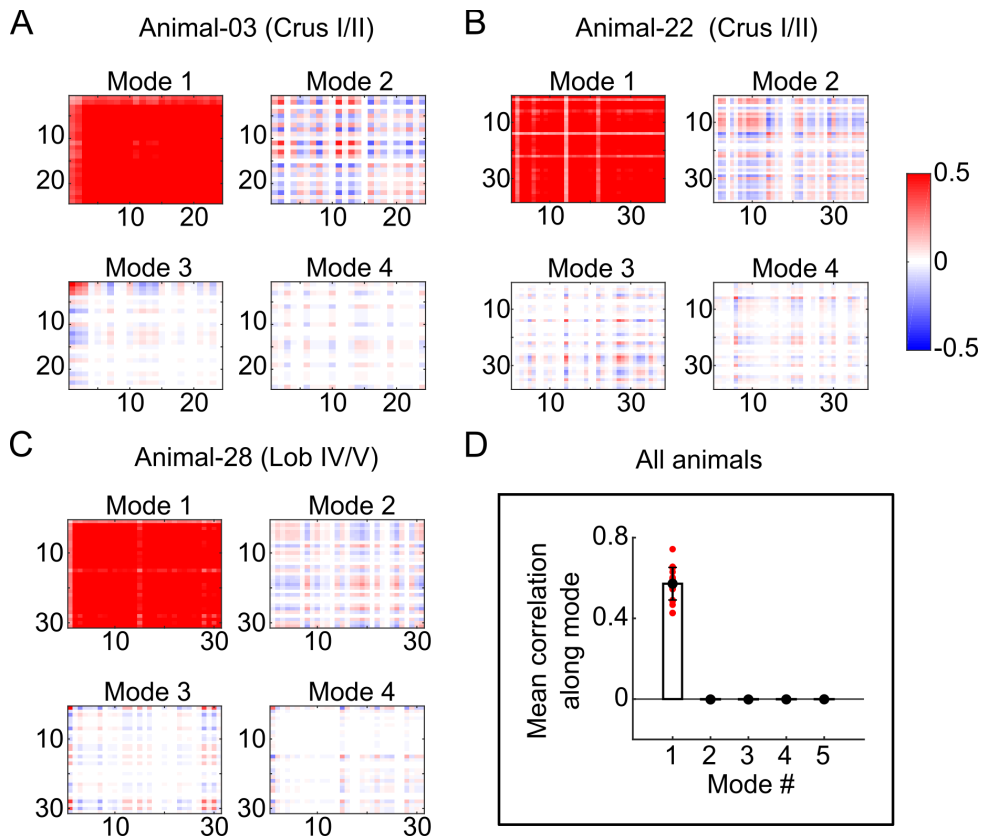 A
Animal-03 (Crus I/II)
Mode 1
Mode 2
10
20
10
20
10
20
10
20
Mode 3
Mode 4
10
20
10
20
10
20
10
20
B
Animal-22 (Crus I/II)
Mode 1
Mode 2
10
30
10
30
10
30
10
30
Mode 3
Mode 4
10
30
10
30
10
30
10
30
0.5
0
-0.5
C
Animal-28 (Lob IV/V)
Mode 1
Mode 2
10
30
10
30
10
30
10
30
Mode 3
Mode 4
10
30
10
30
10
30
10
30
D
All animals
Mean correlation
along mode
0.8
0.4
0
1 2 3 4 5
Mode #